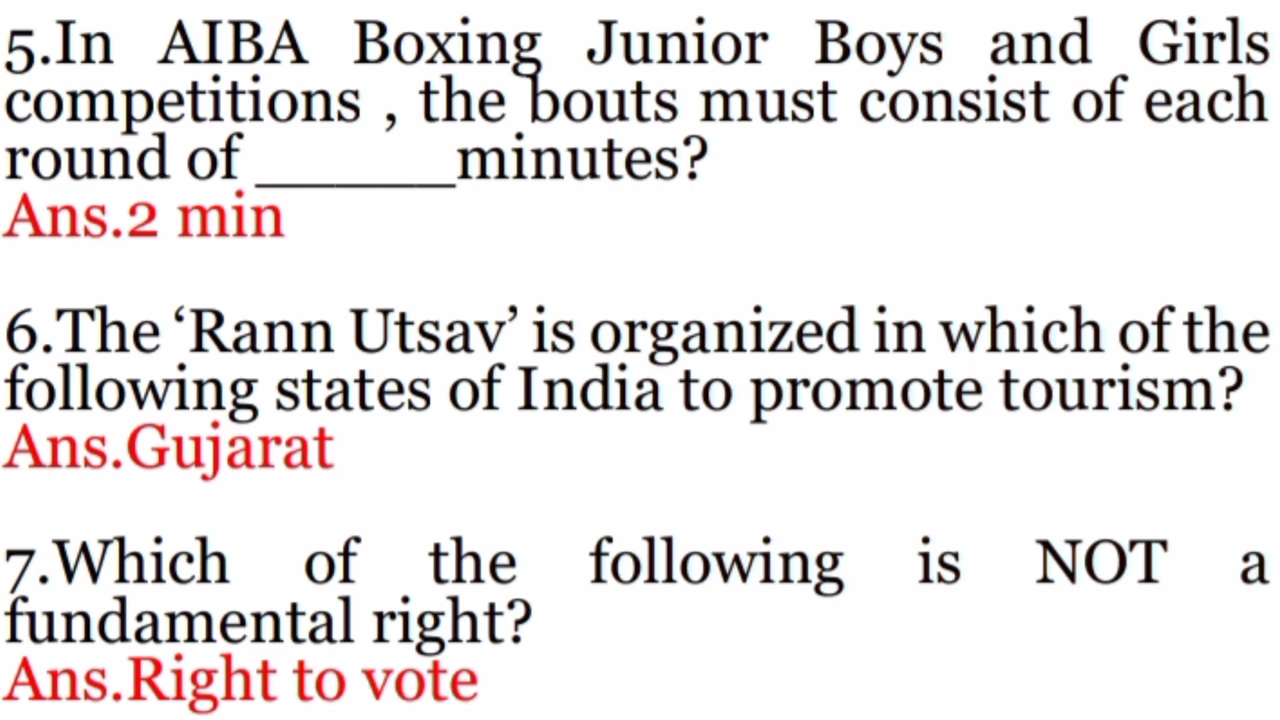 5.In AIBA Boxing Junior Boys and Girls
competitions , the bouts must consist of each
round of _____minutes?
Ans.2 min
6.The ‘Rann Utsav’ is organized in which of the
following states of India to promote tourism?
Ans.Gujarat
7.Which of the following is NOT a
fundamental right?
Ans.Right to vote